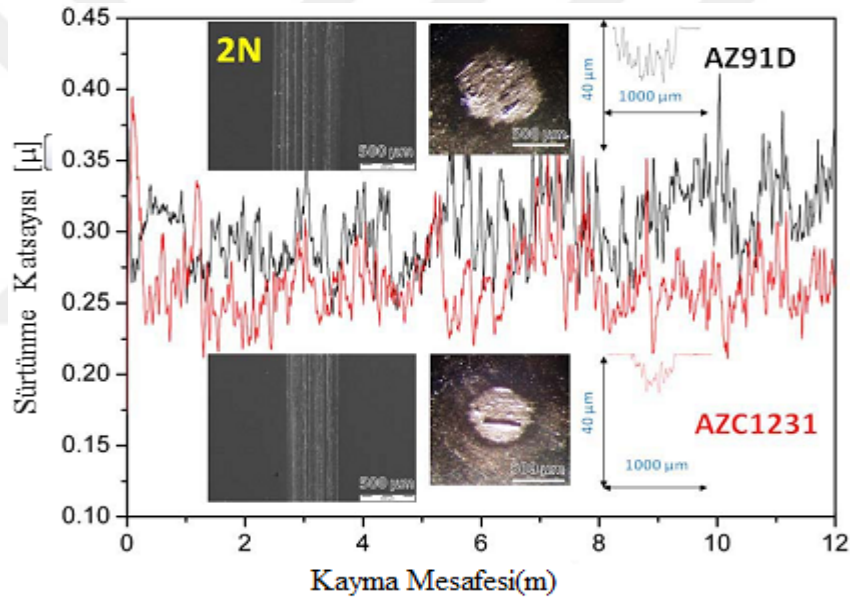 Sürtünme Katsayısı [μ]
0.45
0.40
0.35
0.30
0.25
0.20
0.15
0.10
2N
500 μm
500 μm
40 μm
1000 μm
AZ91D
500 μm
500 μm
40 μm
1000 μm
AZC1231
0
2
4
6
8
10
12
Kayma Mesafesi(m)